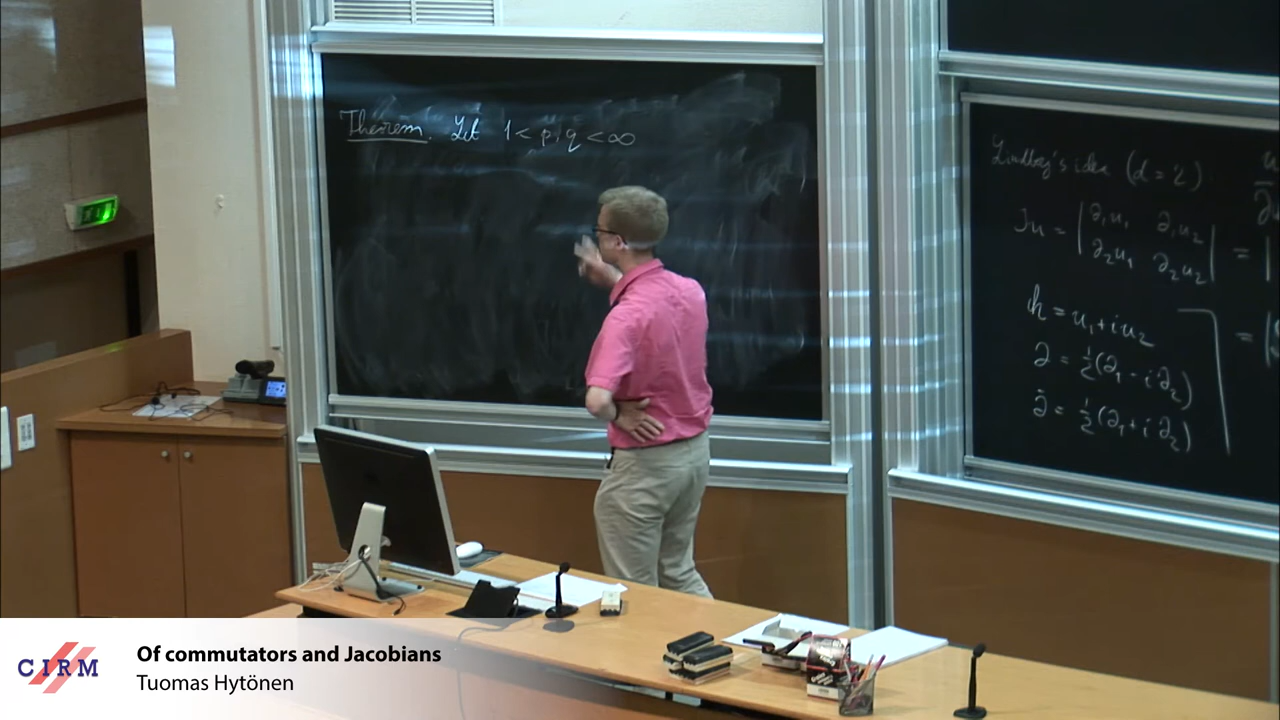 Theorem. Let 1 < p, q < ∞
Lindberg's idea (d = 2)
Ju = | ∂₁u₁ ∂₁u₂ | =
| ∂₂u₁ ∂₂u₂ |
h = u₁ + iu₂
∂ = ½(∂₁ - i∂₂)
∂̄ = ½(∂₁ + i∂₂)
CIRM
Of commutators and Jacobians
Tuomas Hytönen